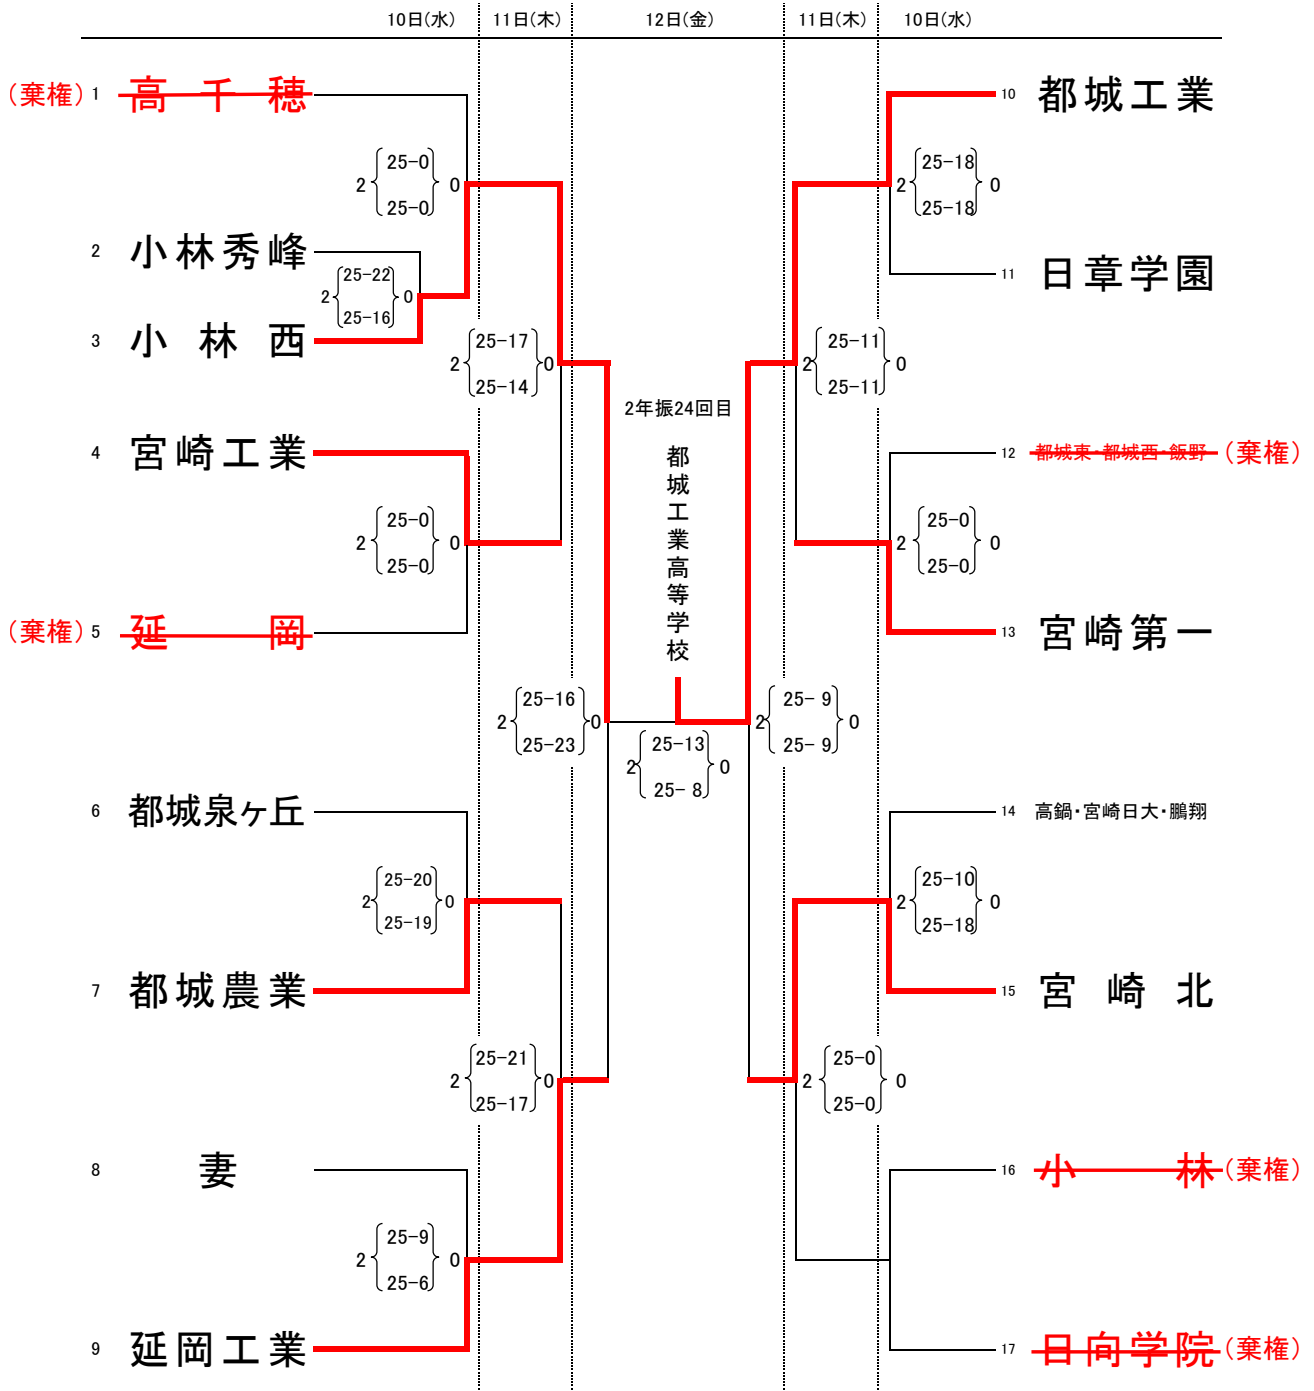 10日(水) 11日(木) 12日(金) 11日(木) 10日(水)
(棄権) 1 高千穂
25-0
2 0
25-0
2 小林秀峰
25-22
2 0
25-16
3 小林西
25-17
2 0
25-14
4 宮崎工業
25-0
2 0
25-0
(棄権) 5 延岡
25-16
2 0
25-23
6 都城泉ヶ丘
25-20
2 0
25-19
7 都城農業
25-21
2 0
25-17
8 妻
25-9
2 0
25-6
9 延岡工業
2年振24回目
都城工業高等学校
25-13
2 0
25- 8
10 都城工業
25-18
2 0
25-18
11 日章学園
25-11
2 0
25-11
12 都城東・都城西・飯野 (棄権)
25-0
2 0
25-0
13 宮崎第一
25- 9
2 0
25- 9
14 高鍋・宮崎日大・鵬翔
25-10
2 0
25-18
15 宮崎北
25-0
2 0
25-0
16 小林 (棄権)
17 日向学院 (棄権)